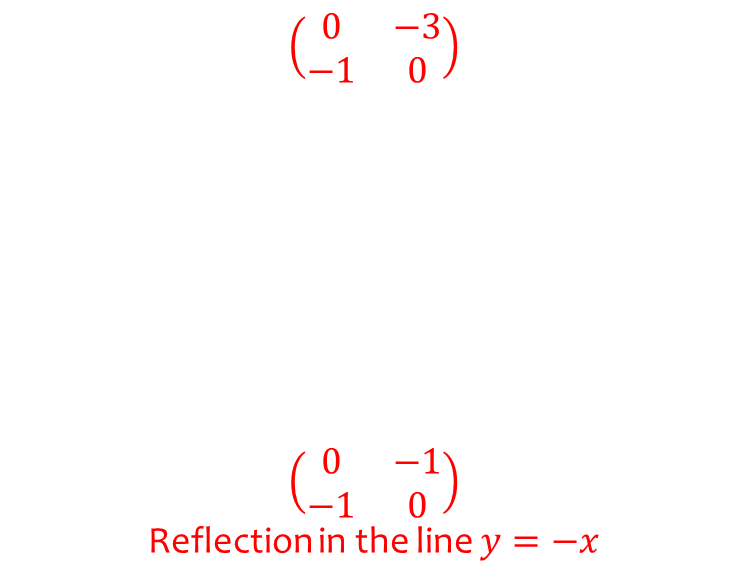 ( 0 −3
−1 0 )
( 0 −1
−1 0 )
Reflection in the line y = −x